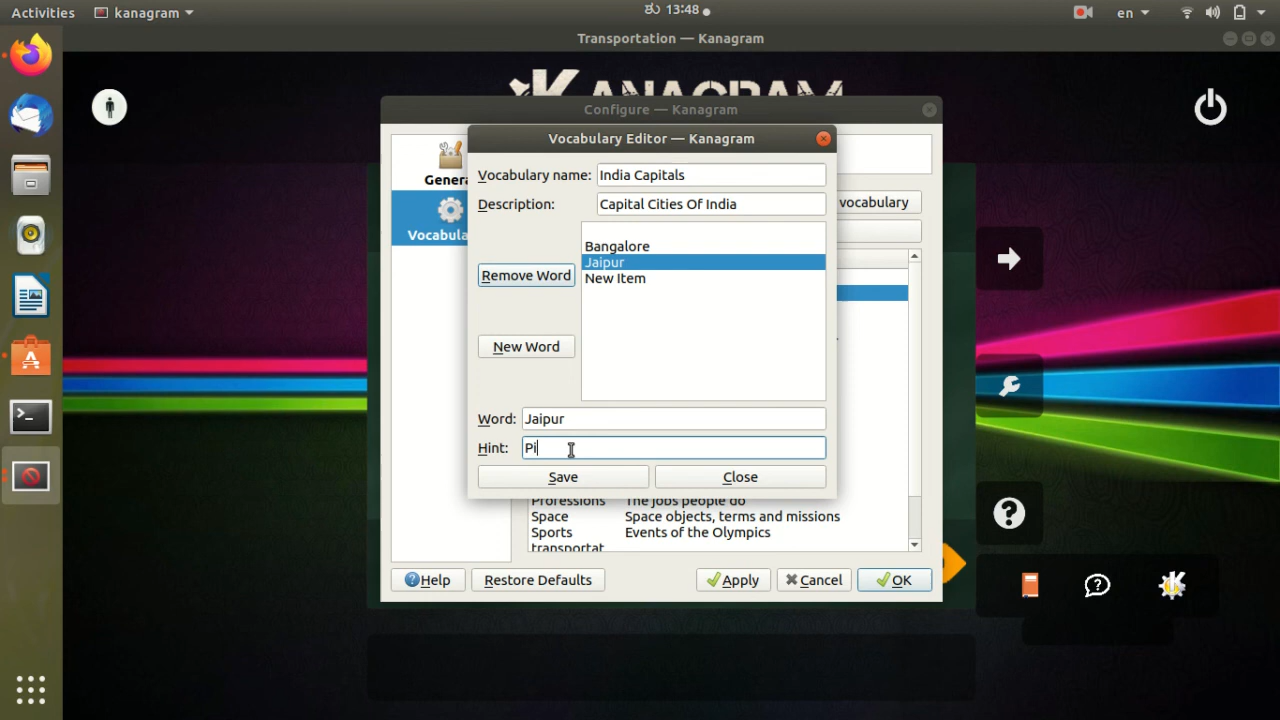 Activities kanagram ಶು 13:48 en
Transportation — Kanagram
KANAGRAM
Configure — Kanagram
Vocabulary Editor — Kanagram
Vocabulary name: India Capitals
Description: Capital Cities Of India
vocabulary
Genera
Vocabula
Bangalore
Jaipur
New Item
Remove Word
New Word
Word: Jaipur
Hint: Pi
Save Close
Professions The jobs people do
Space Space objects, terms and missions
Sports Events of the Olympics
transportat
Help Restore Defaults Apply Cancel OK